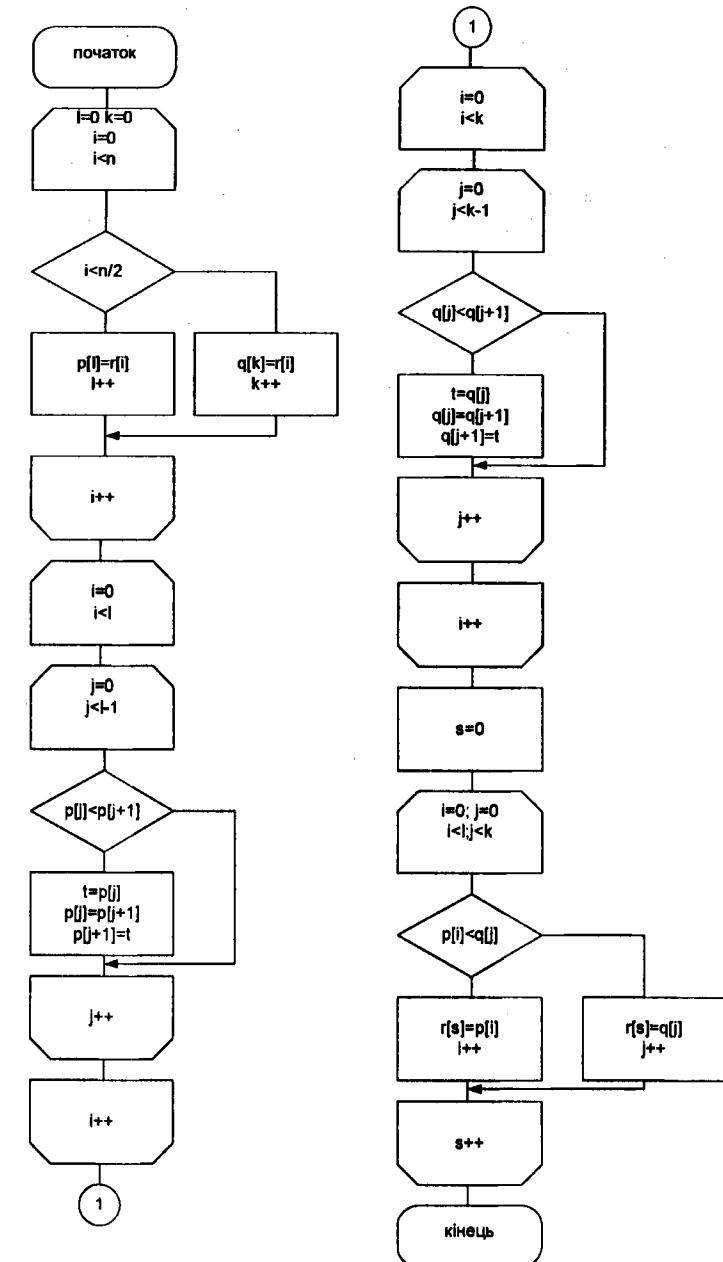 початок
l=0 k=0
i=0
i<n
i<n/2
p[l]=r[i]
l++
q[k]=r[i]
k++
i++
i=0
i<l
j=0
j<l-1
p[j]<p[j+1]
t=p[j]
p[j]=p[j+1]
p[j+1]=t
j++
i++
1
1
i=0
i<k
j=0
j<k-1
q[j]<q[j+1]
t=q[j]
q[j]=q[j+1]
q[j+1]=t
j++
i++
s=0
i=0; j=0
i<l;j<k
p[i]<q[j]
r[s]=p[i]
i++
r[s]=q[j]
j++
s++
кінець